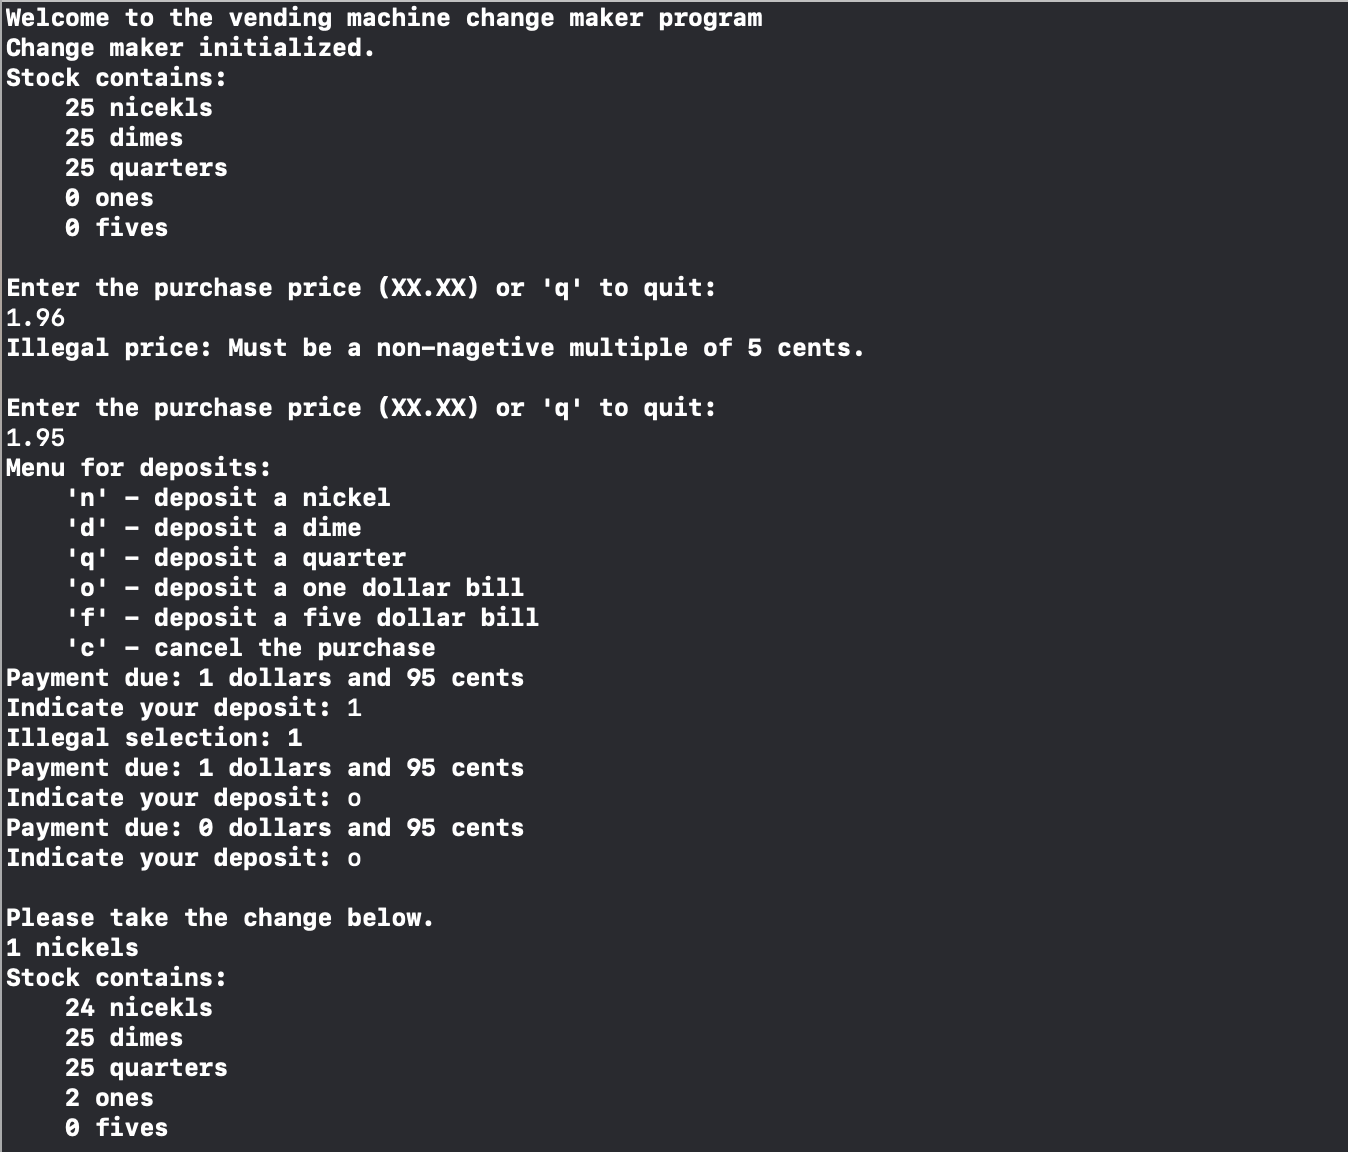 Welcome to the vending machine change maker program
Change maker initialized.
Stock contains:
    25 nicekls
    25 dimes
    25 quarters
    0 ones
    0 fives

Enter the purchase price (XX.XX) or 'q' to quit:
1.96
Illegal price: Must be a non-nagetive multiple of 5 cents.

Enter the purchase price (XX.XX) or 'q' to quit:
1.95
Menu for deposits:
    'n' - deposit a nickel
    'd' - deposit a dime
    'q' - deposit a quarter
    'o' - deposit a one dollar bill
    'f' - deposit a five dollar bill
    'c' - cancel the purchase
Payment due: 1 dollars and 95 cents
Indicate your deposit: 1
Illegal selection: 1
Payment due: 1 dollars and 95 cents
Indicate your deposit: o
Payment due: 0 dollars and 95 cents
Indicate your deposit: o

Please take the change below.
1 nickels
Stock contains:
    24 nicekls
    25 dimes
    25 quarters
    2 ones
    0 fives